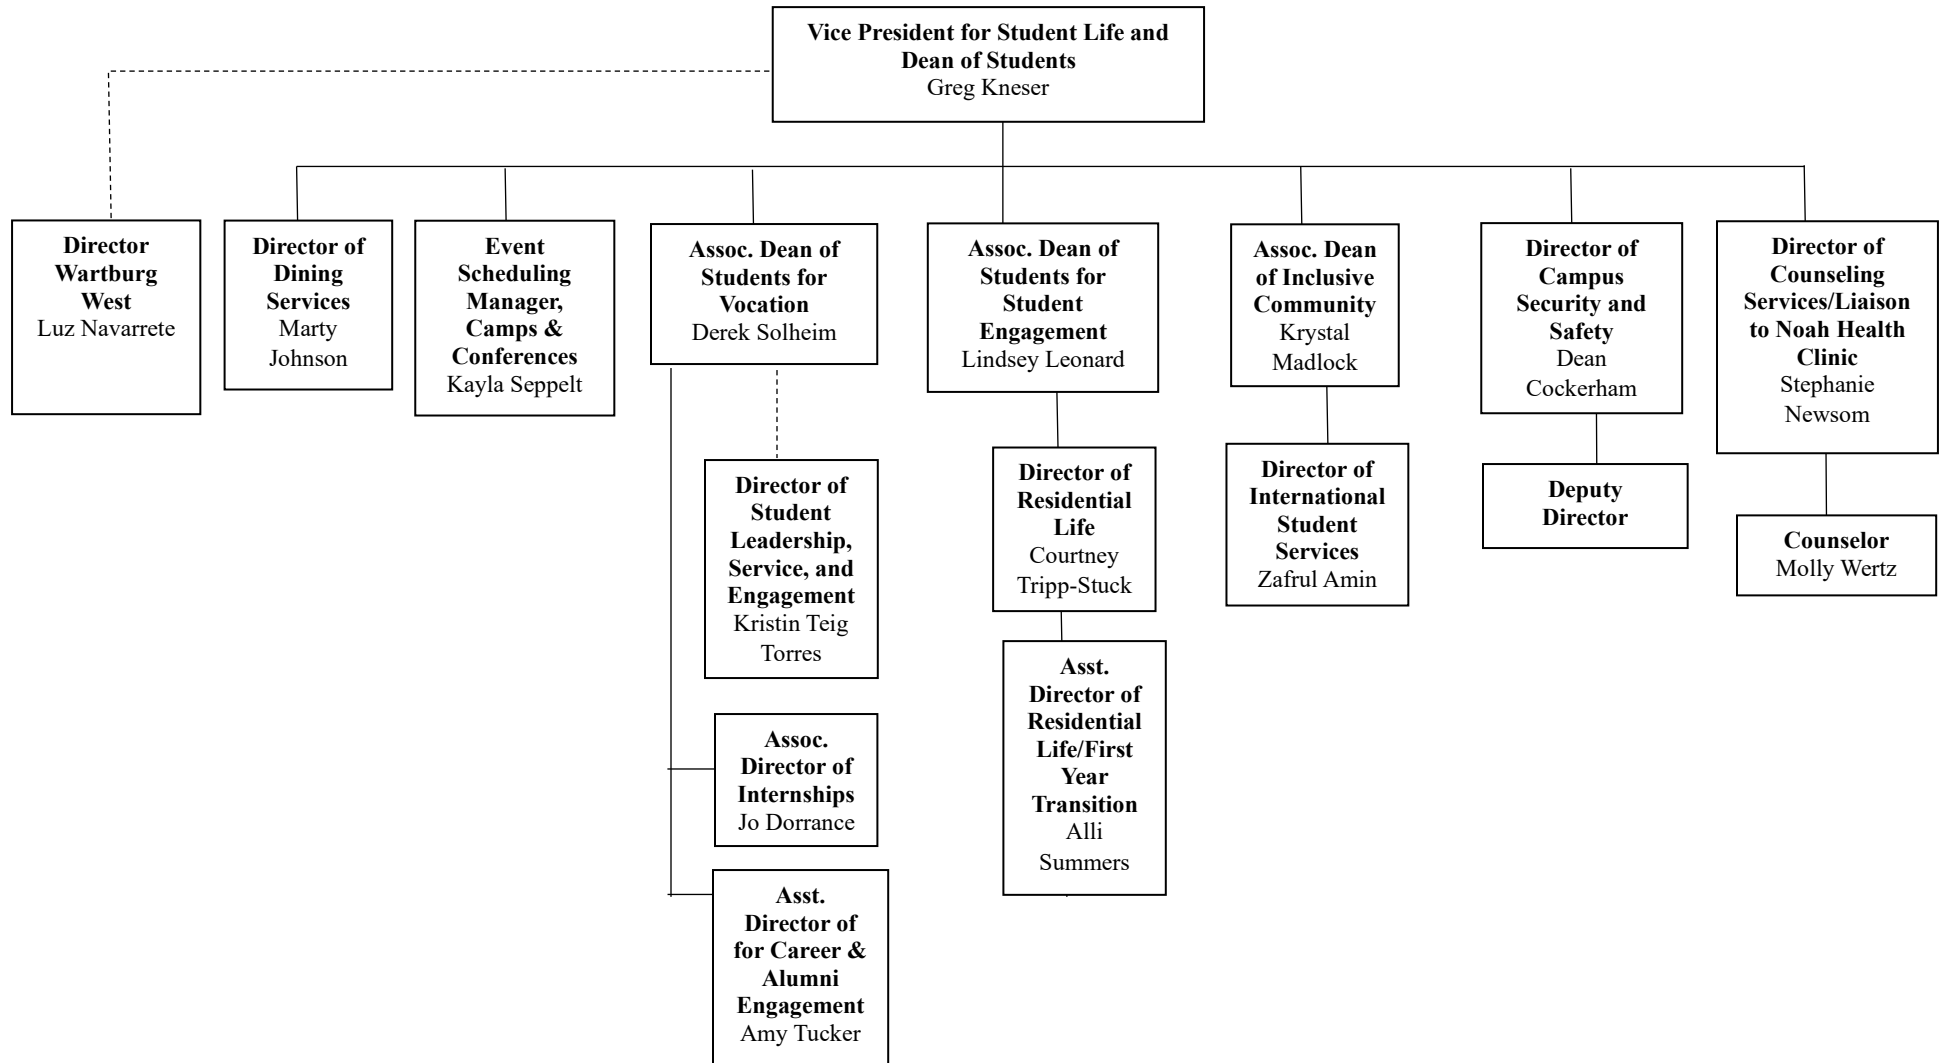 Vice President for Student Life and
Dean of Students
Greg Kneser
Director
Wartburg
West
Luz Navarrete
Director of
Dining
Services
Marty
Johnson
Event
Scheduling
Manager,
Camps &
Conferences
Kayla Seppelt
Assoc. Dean of
Students for
Vocation
Derek Solheim
Assoc. Dean of
Students for
Student
Engagement
Lindsey Leonard
Assoc. Dean
of Inclusive
Community
Krystal
Madlock
Director of
Campus
Security and
Safety
Dean
Cockerham
Director of
Counseling
Services/Liaison
to Noah Health
Clinic
Stephanie
Newsom
Director of
Student
Leadership,
Service, and
Engagement
Kristin Teig
Torres
Director of
Residential
Life
Courtney
Tripp-Stuck
Director of
International
Student
Services
Zafrul Amin
Deputy
Director
Counselor
Molly Wertz
Assoc.
Director of
Internships
Jo Dorrance
Asst.
Director of
Residential
Life/First
Year
Transition
Alli
Summers
Asst.
Director of
for Career &
Alumni
Engagement
Amy Tucker